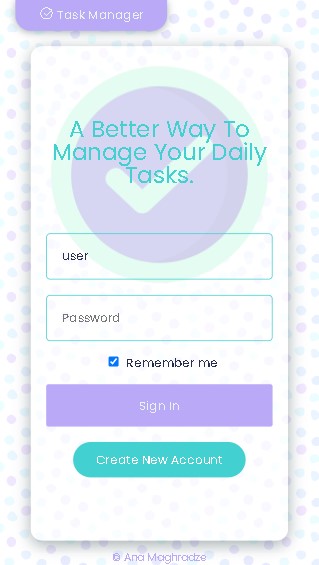 Task Manager
A Better Way To
Manage Your Daily
Tasks.
user
Password
Remember me
Sign In
Create New Account
© Ana Maghradze